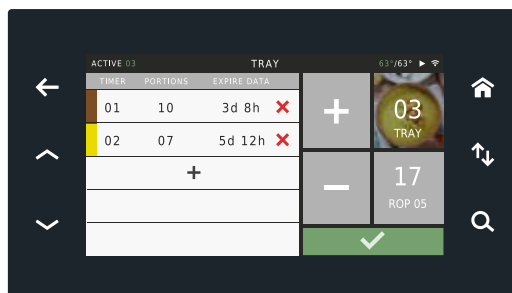 ACTIVE 03 TRAY 63°/63°
TIMER PORTIONS EXPIRE DATA
01 10 3d 8h
02 07 5d 12h
03
TRAY
17
ROP 05